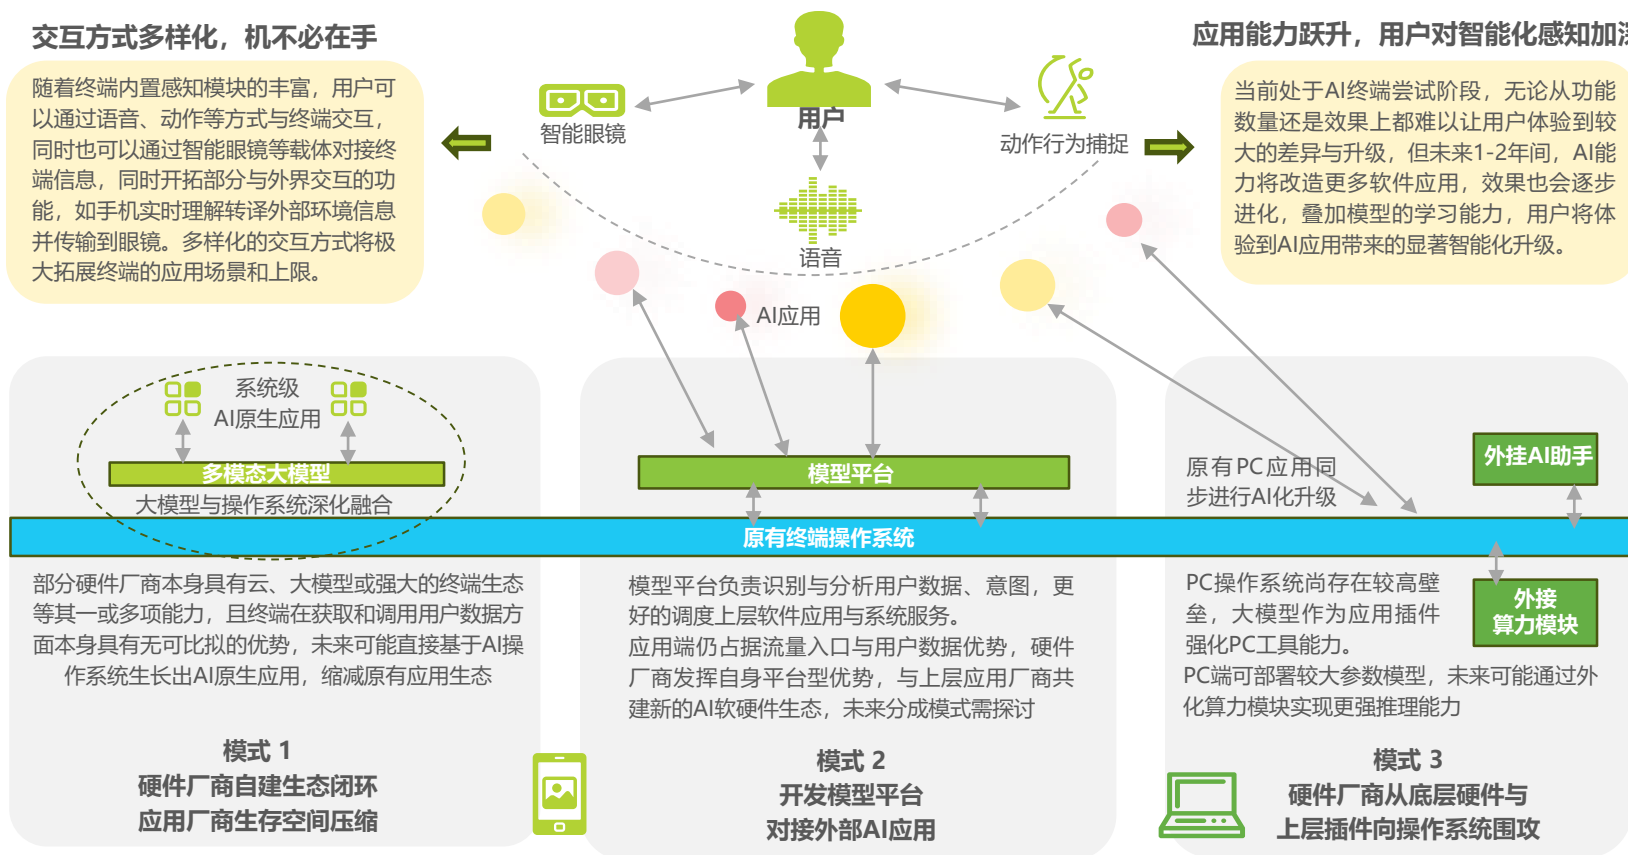 交互方式多样化，机不必在手
随着终端内置感知模块的丰富，用户可
以通过语音、动作等方式与终端交互，
同时也可以通过智能眼镜等载体对接终
端信息，同时开拓部分与外界交互的功
能，如手机实时理解转译外部环境信息
并传输到眼镜。多样化的交互方式将极
大拓展终端的应用场景和上限。
智能眼镜
用户
动作行为捕捉
语音
AI应用
应用能力跃升，用户对智能化感知加深
当前处于AI终端尝试阶段，无论从功能
数量还是效果上都难以让用户体验到较
大的差异与升级，但未来1-2年间，AI能
力将改造更多软件应用，效果也会逐步
进化，叠加模型的学习能力，用户将体
验到AI应用带来的显著智能化升级。
系统级
AI原生应用
多模态大模型
大模型与操作系统深化融合
模型平台
原有PC应用同
步进行AI化升级
外挂AI助手
原有终端操作系统
部分硬件厂商本身具有云、大模型或强大的终端生态
等其一或多项能力，且终端在获取和调用用户数据方
面本身具有无可比拟的优势，未来可能直接基于AI操
作系统生长出AI原生应用，缩减原有应用生态
模式 1
硬件厂商自建生态闭环
应用厂商生存空间压缩
模型平台负责识别与分析用户数据、意图，更
好的调度上层软件应用与系统服务。
应用端仍占据流量入口与用户数据优势，硬件
厂商发挥自身平台型优势，与上层应用厂商共
建新的AI软硬件生态，未来分成模式需探讨
模式 2
开发模型平台
对接外部AI应用
PC操作系统尚存在较高壁
垒，大模型作为应用插件
强化PC工具能力。
PC端可部署较大参数模型，未来可能通过外
化算力模块实现更强推理能力
外接
算力模块
模式 3
硬件厂商从底层硬件与
上层插件向操作系统围攻